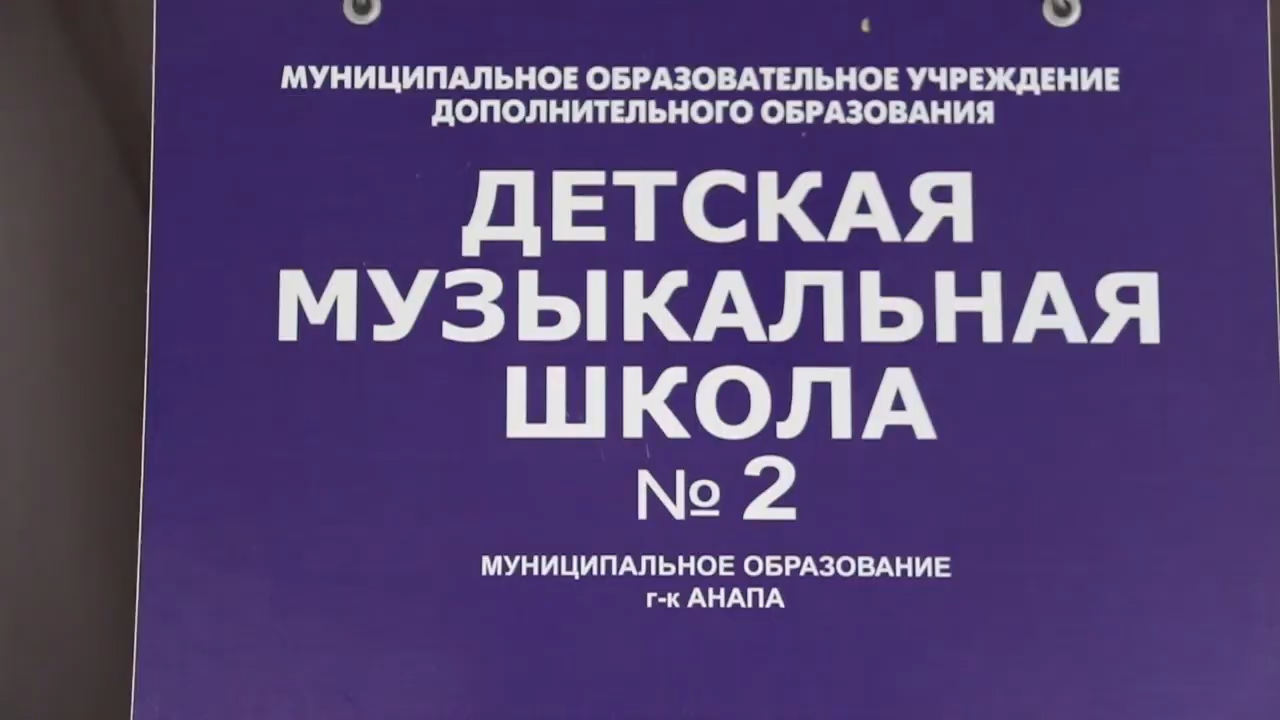 МУНИЦИПАЛЬНОЕ ОБРАЗОВАТЕЛЬНОЕ УЧРЕЖДЕНИЕ
ДОПОЛНИТЕЛЬНОГО ОБРАЗОВАНИЯ
ДЕТСКАЯ
МУЗЫКАЛЬНАЯ
ШКОЛА
№ 2
МУНИЦИПАЛЬНОЕ ОБРАЗОВАНИЕ
г-к АНАПА